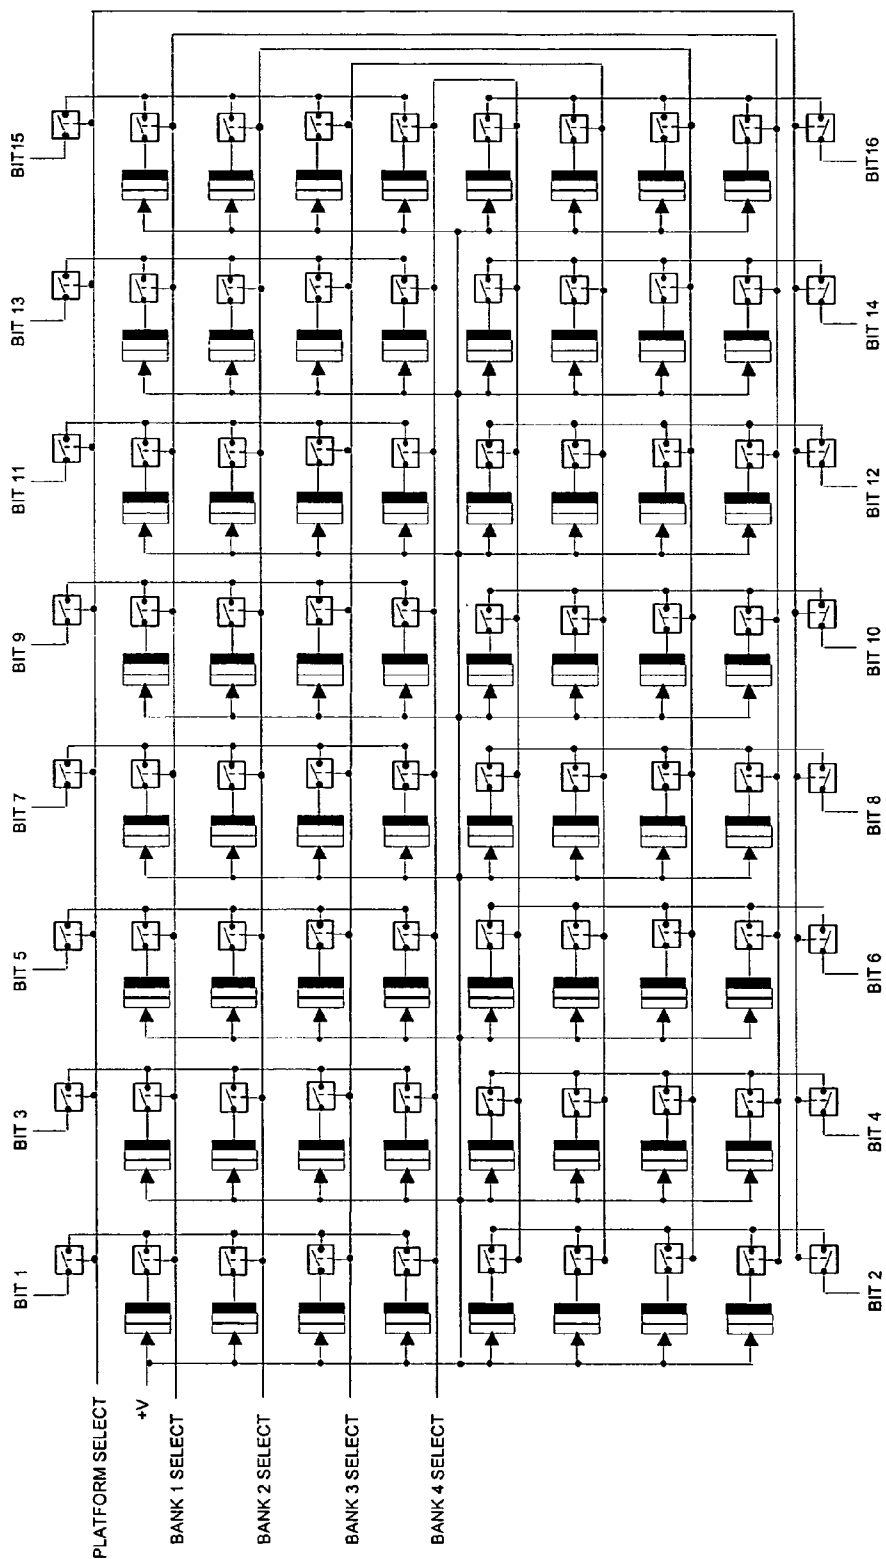 BIT 1
BIT 3
BIT 5
BIT 7
BIT 9
BIT 11
BIT 13
BIT15
PLATFORM SELECT
+V
BANK 1 SELECT
BANK 2 SELECT
BANK 3 SELECT
BANK 4 SELECT
BIT 2
BIT 4
BIT 6
BIT 8
BIT 10
BIT 12
BIT 14
BIT16